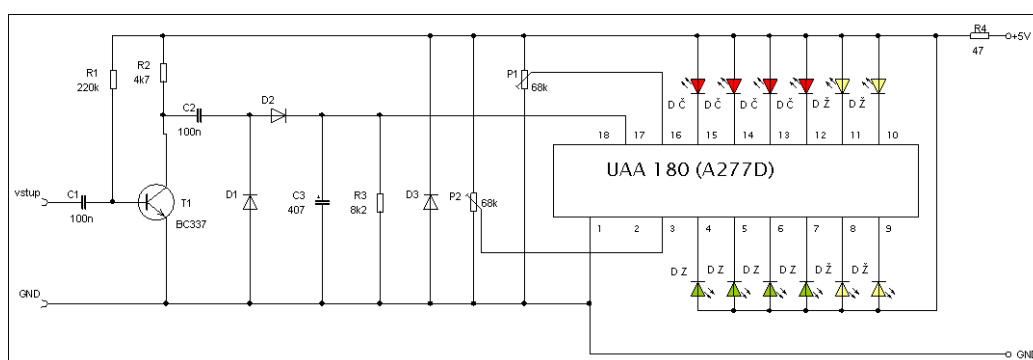 R4
+5V
47
R1
220k
R2
4k7
P1
68k
C2
100n
D2
D Č
D Č
D Č
D Ž
18
17
16
15
14
13
12
11
10
UAA 180 (A277D)
vstup
C1
100n
T1
BC337
D1
C3
407
R3
8k2
D3
P2
68k
1
2
3
4
5
6
7
8
9
D Z
D Z
D Z
D Ž
D Ž
GND
GND